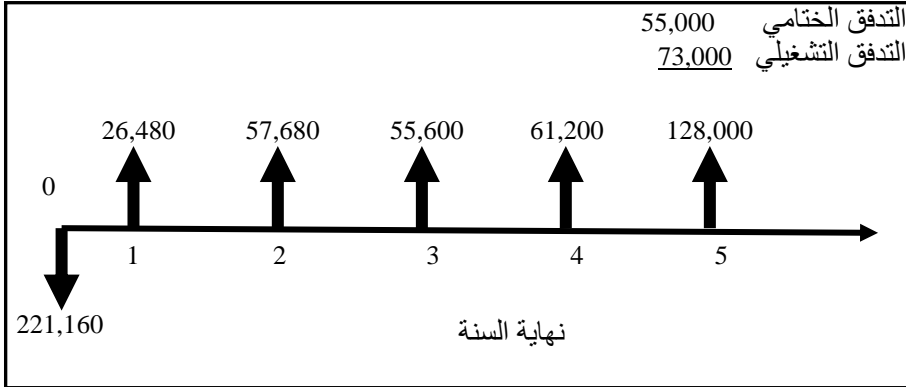 التدفق الختامي 55,000
التدفق التشغيلي 73,000
26,480 57,680 55,600 61,200 128,000
0
1 2 3 4 5
221,160
نهاية السنة